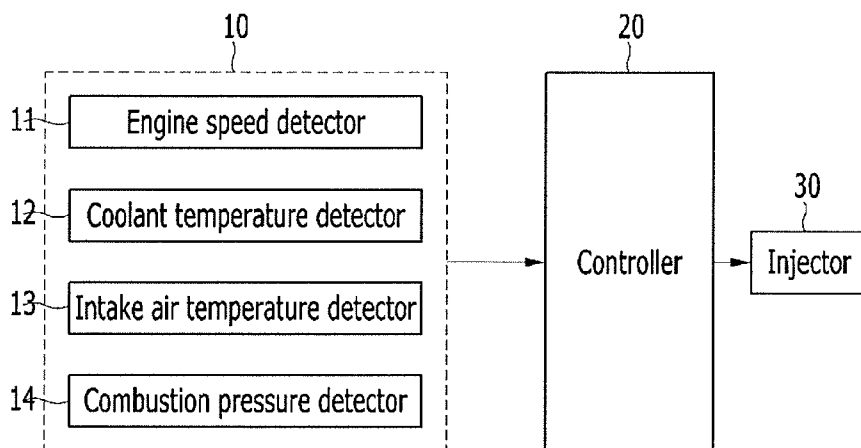 10
20
11
Engine speed detector
12
Coolant temperature detector
30
Controller
Injector
13
Intake air temperature detector
14
Combustion pressure detector